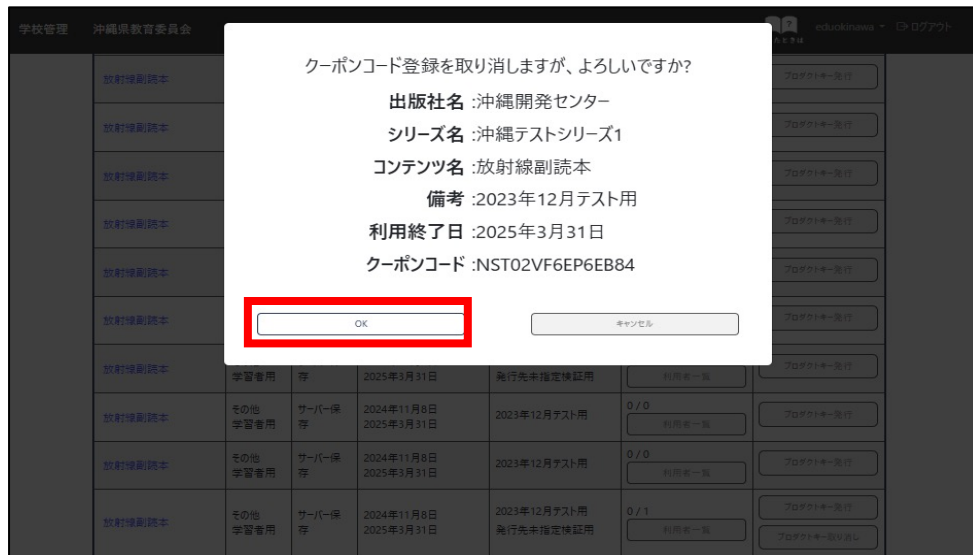 学校管理 沖縄県教育委員会 eduokinawa ログアウト
クーポンコード登録を取り消しますが、よろしいですか?
出版社名 :沖縄開発センター
シリーズ名 :沖縄テストシリーズ1
コンテンツ名 :放射線副読本
備考 :2023年12月テスト用
利用終了日 :2025年3月31日
クーポンコード :NST02VF6EP6EB84
OK キャンセル
放射線副読本 プロダクトキー発行
放射線副読本 プロダクトキー発行
放射線副読本 プロダクトキー発行
放射線副読本 プロダクトキー発行
放射線副読本 プロダクトキー発行
放射線副読本 プロダクトキー発行
放射線副読本 学習者用 存 2025年3月31日 発行先未指定検証用 利用者一覧 プロダクトキー発行
放射線副読本 その他 サーバー保 2024年11月8日 2023年12月テスト用 0 / 0 プロダクトキー発行
学習者用 存 2025年3月31日 利用者一覧
放射線副読本 その他 サーバー保 2024年11月8日 2023年12月テスト用 0 / 0 プロダクトキー発行
学習者用 存 2025年3月31日 利用者一覧
放射線副読本 その他 サーバー保 2024年11月8日 2023年12月テスト用 0 / 1 プロダクトキー発行
学習者用 存 2025年3月31日 発行先未指定検証用 利用者一覧 プロダクトキー取り消し